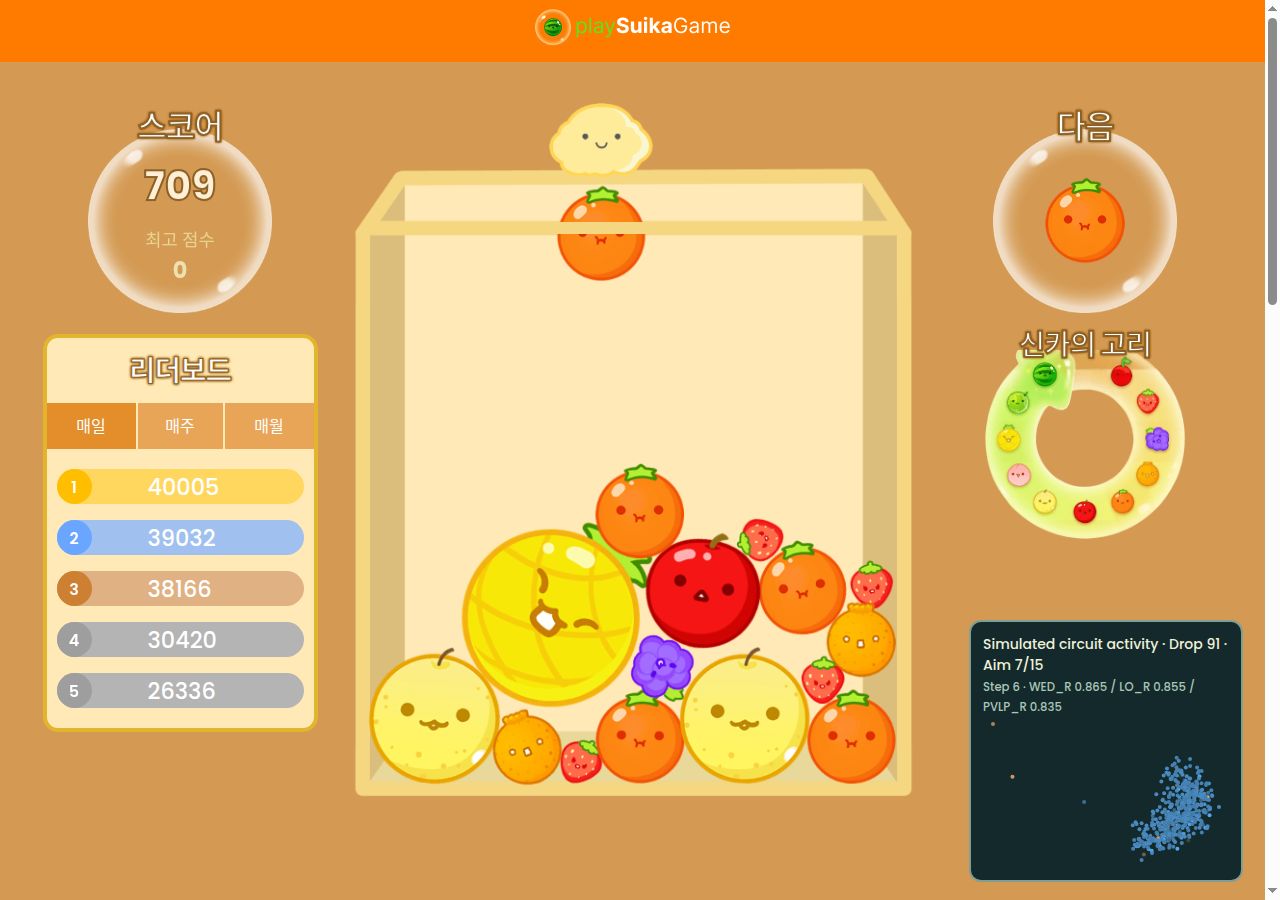 playSuikaGame
스코어
709
최고 점수
0
다음
신카의 고리
리더보드
매일 매주 매월
1 40005
2 39032
3 38166
4 30420
5 26336
Simulated circuit activity · Drop 91 ·
Aim 7/15
Step 6 · WED_R 0.865 / LO_R 0.855 /
PVLP_R 0.835